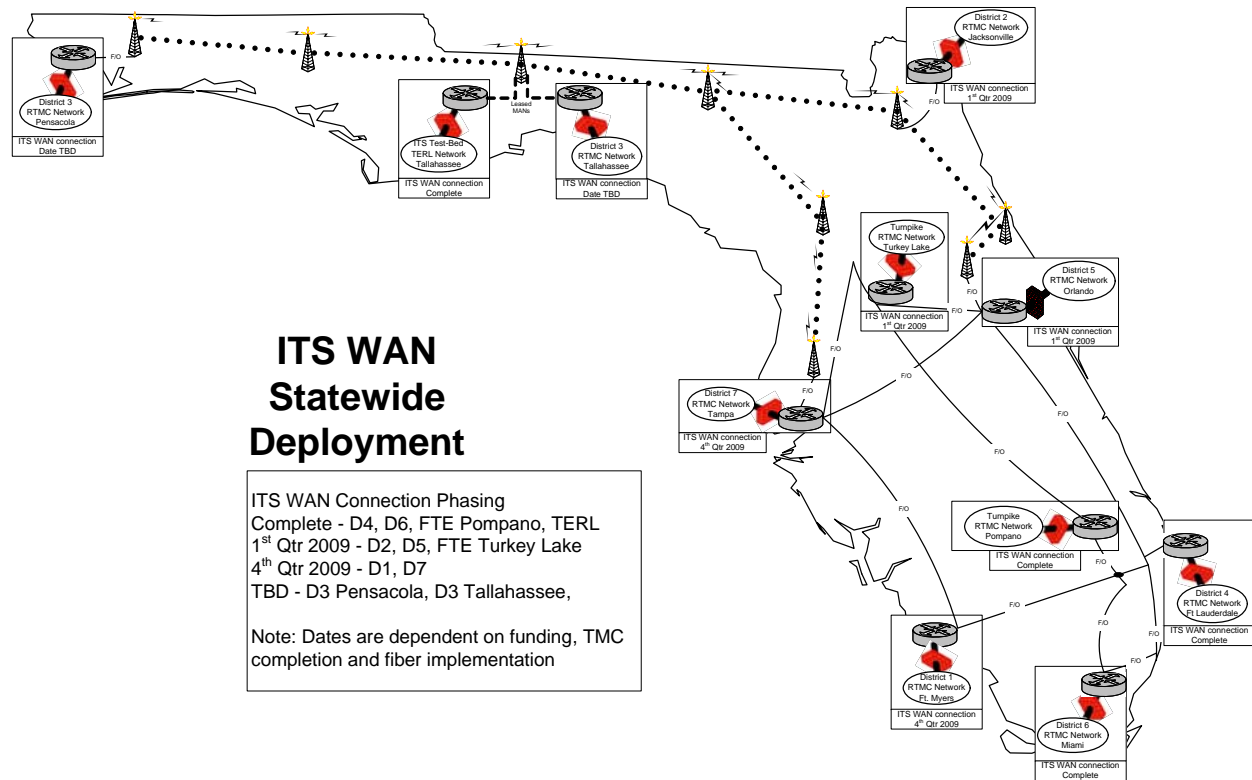 District 3
RTMC Network
Pensacola
ITS WAN connection
Date TBD
F/O
ITS Test-Bed
TERL Network
Tallahassee
ITS WAN connection
Complete
Leased
MANs
District 3
RTMC Network
Tallahassee
ITS WAN connection
Date TBD
District 2
RTMC Network
Jacksonville
ITS WAN connection
1st Qtr 2009
F/O
Turnpike
RTMC Network
Turkey Lake
ITS WAN connection
1st Qtr 2009
F/O
F/O
District 5
RTMC Network
Orlando
ITS WAN connection
1st Qtr 2009
F/O
F/O
F/O
District 7
RTMC Network
Tampa
ITS WAN connection
4th Qtr 2009
F/O
F/O
F/O
F/O
ITS WAN
Statewide
Deployment
ITS WAN Connection Phasing
Complete - D4, D6, FTE Pompano, TERL
1st Qtr 2009 - D2, D5, FTE Turkey Lake
4th Qtr 2009 - D1, D7
TBD - D3 Pensacola, D3 Tallahassee,
Note: Dates are dependent on funding, TMC
completion and fiber implementation
Turnpike
RTMC Network
Pompano
ITS WAN connection
Complete
F/O
District 4
RTMC Network
Ft Lauderdale
ITS WAN connection
Complete
F/O
F/O
F/O
F/O
District 1
RTMC Network
Ft. Myers
ITS WAN connection
4th Qtr 2009
District 6
RTMC Network
Miami
ITS WAN connection
Complete